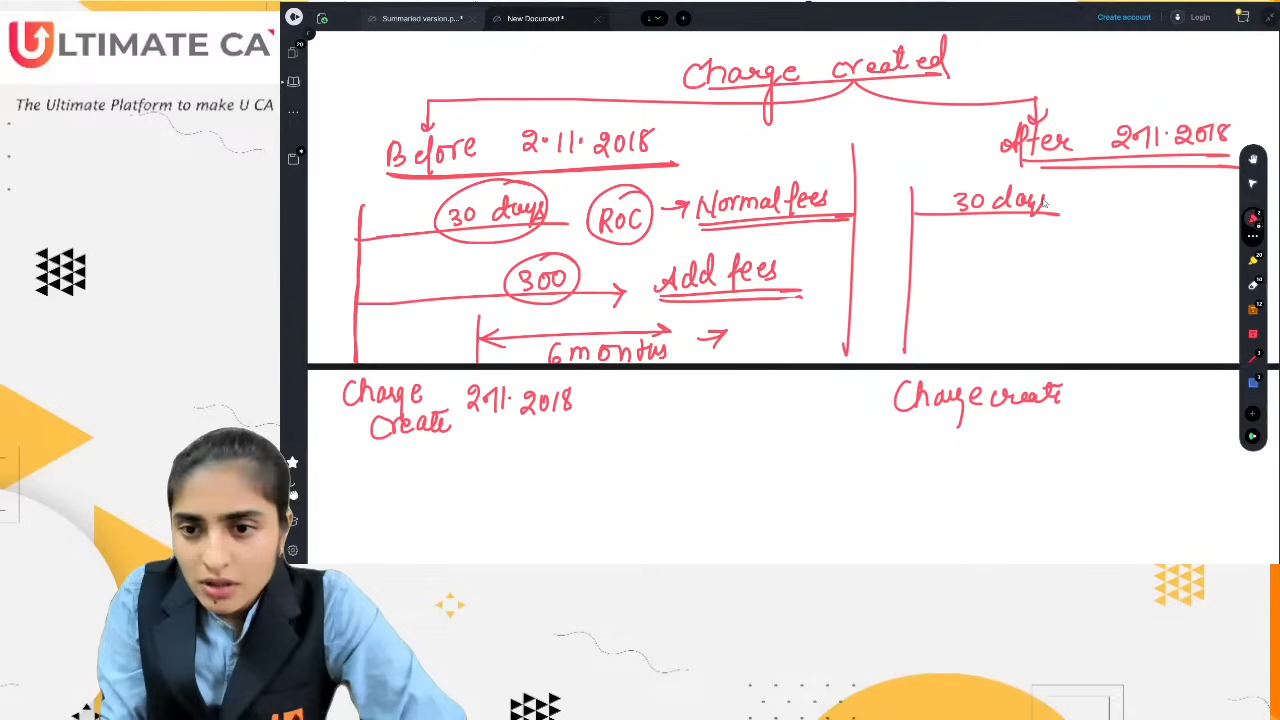 ULTIMATE CA
The Ultimate Platform to make U CA
Summaried version.p...*
New Document*
2
Create account
Login
Charge created
Before 2.11.2018
After 2.11.2018
30 days ROC → Normal fees
30 days
300 Add fees
6 months
Charge create 2.11.2018
Charge create